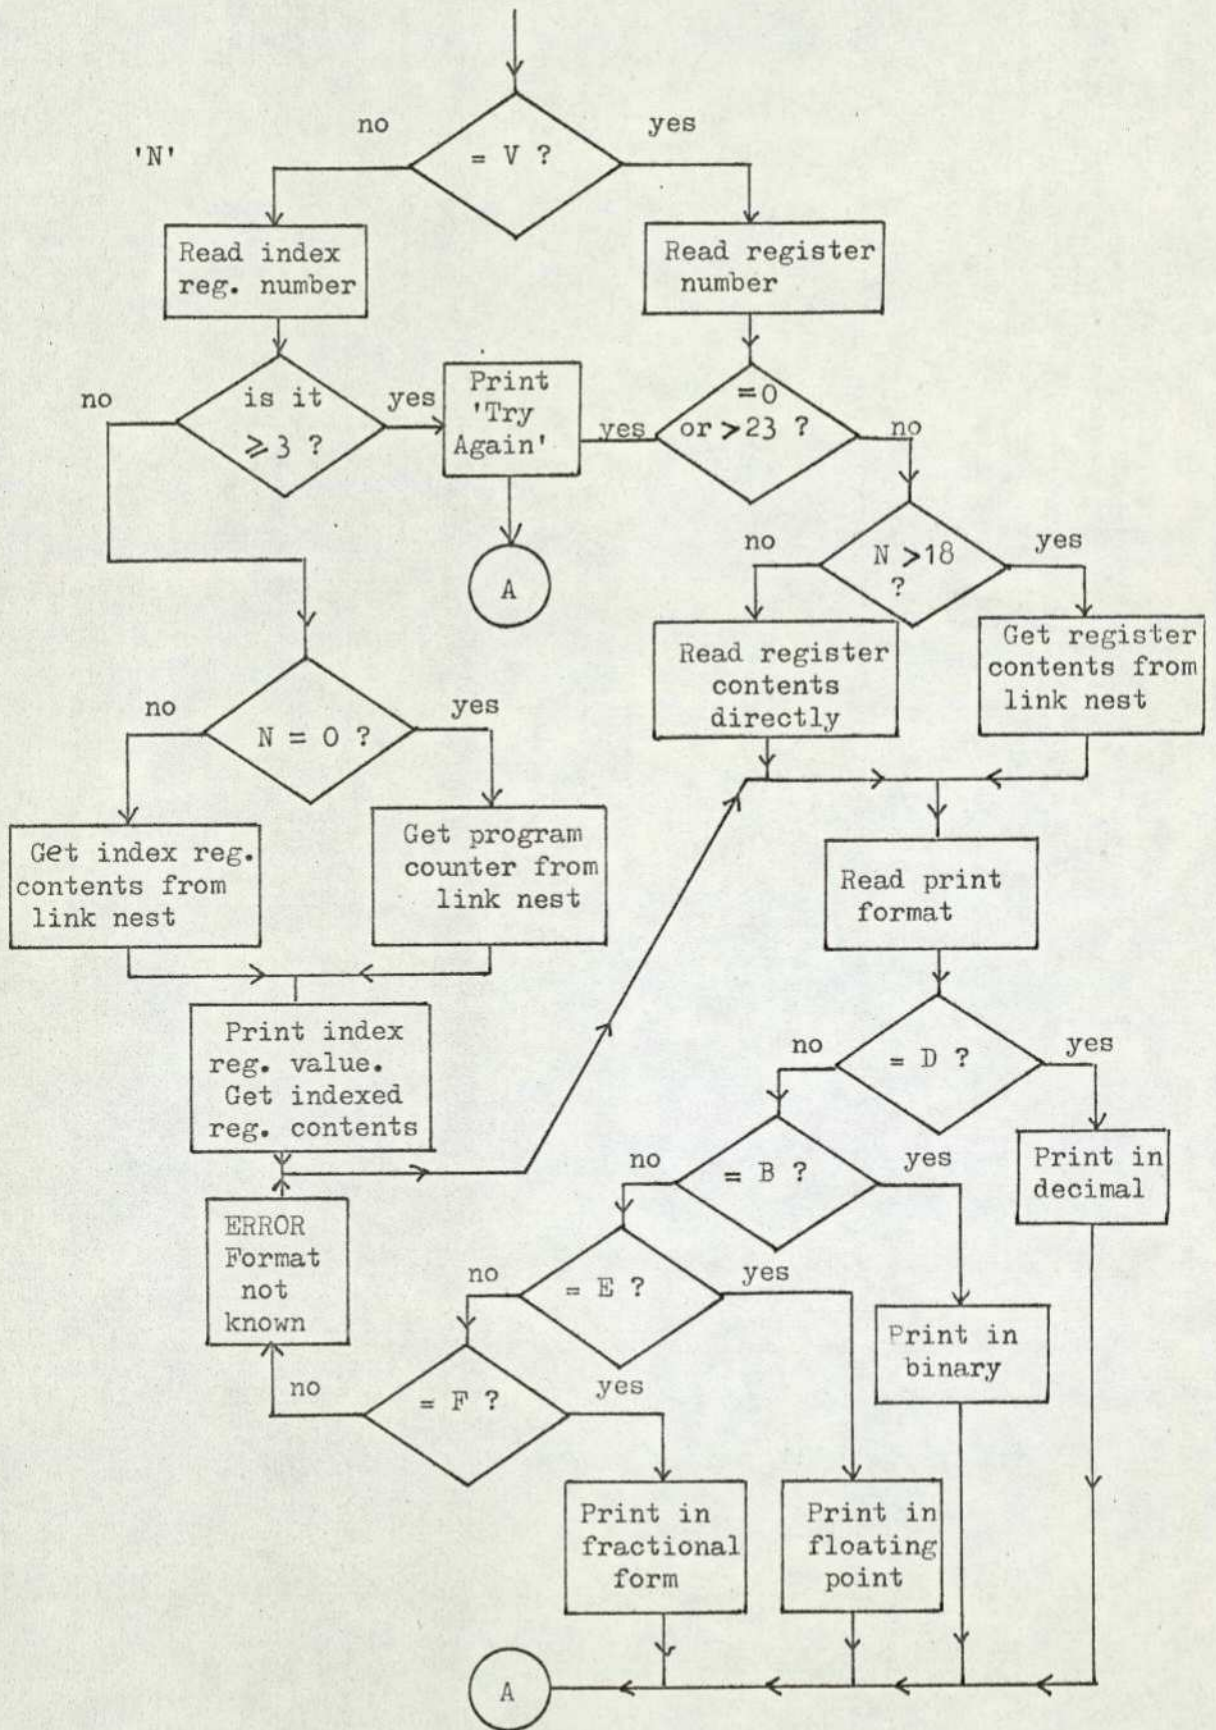 no
yes
'N'
= V ?
Read index
reg. number
Read register
number
no
is it
≥ 3 ?
yes
Print
'Try
Again'
yes
=0
or >23 ?
no
A
no
N >18
?
yes
Read register
contents
directly
Get register
contents from
link nest
no
N = 0 ?
yes
Get index reg.
contents from
link nest
Get program
counter from
link nest
Read print
format
Print index
reg. value.
Get indexed
reg. contents
no
= D ?
yes
no
= B ?
yes
Print in
decimal
ERROR
Format
not
known
no
= E ?
yes
Print in
binary
no
= F ?
yes
Print in
fractional
form
Print in
floating
point
A